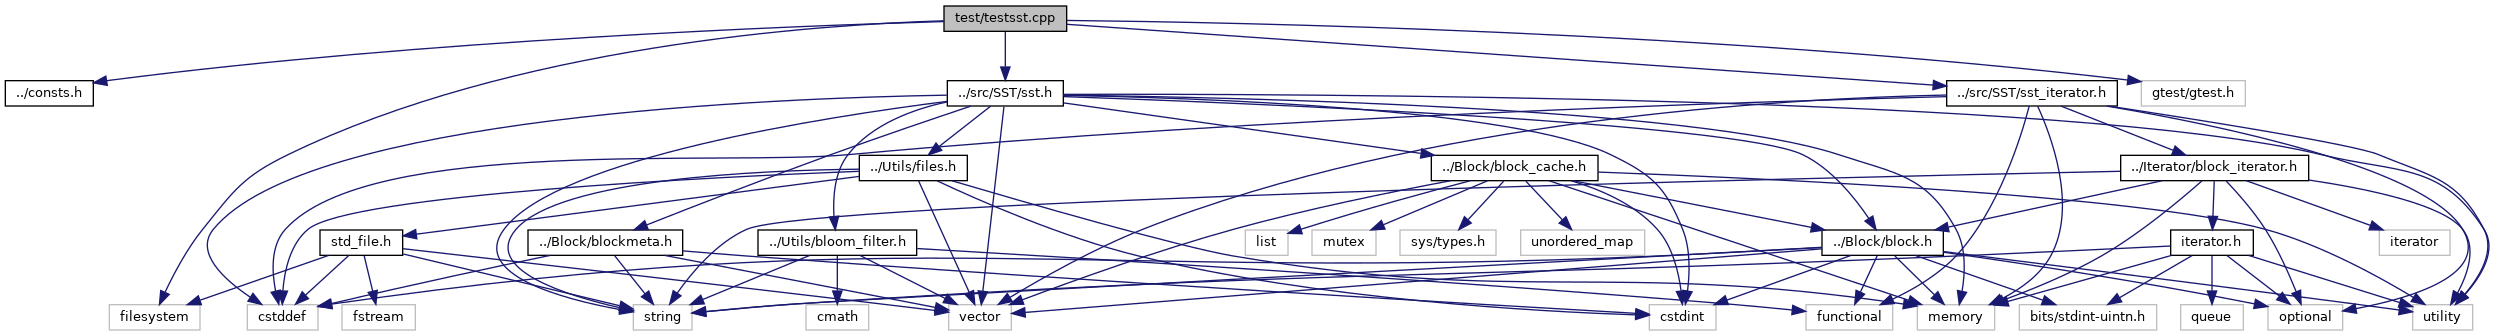 test/testsst.cpp
../consts.h
../src/SST/sst.h
../src/SST/sst_iterator.h
gtest/gtest.h
../Utils/files.h
../Block/block_cache.h
../Iterator/block_iterator.h
std_file.h
../Block/blockmeta.h
../Utils/bloom_filter.h
list
mutex
sys/types.h
unordered_map
../Block/block.h
iterator.h
iterator
filesystem
cstddef
fstream
string
cmath
vector
cstdint
functional
memory
bits/stdint-uintn.h
queue
optional
utility